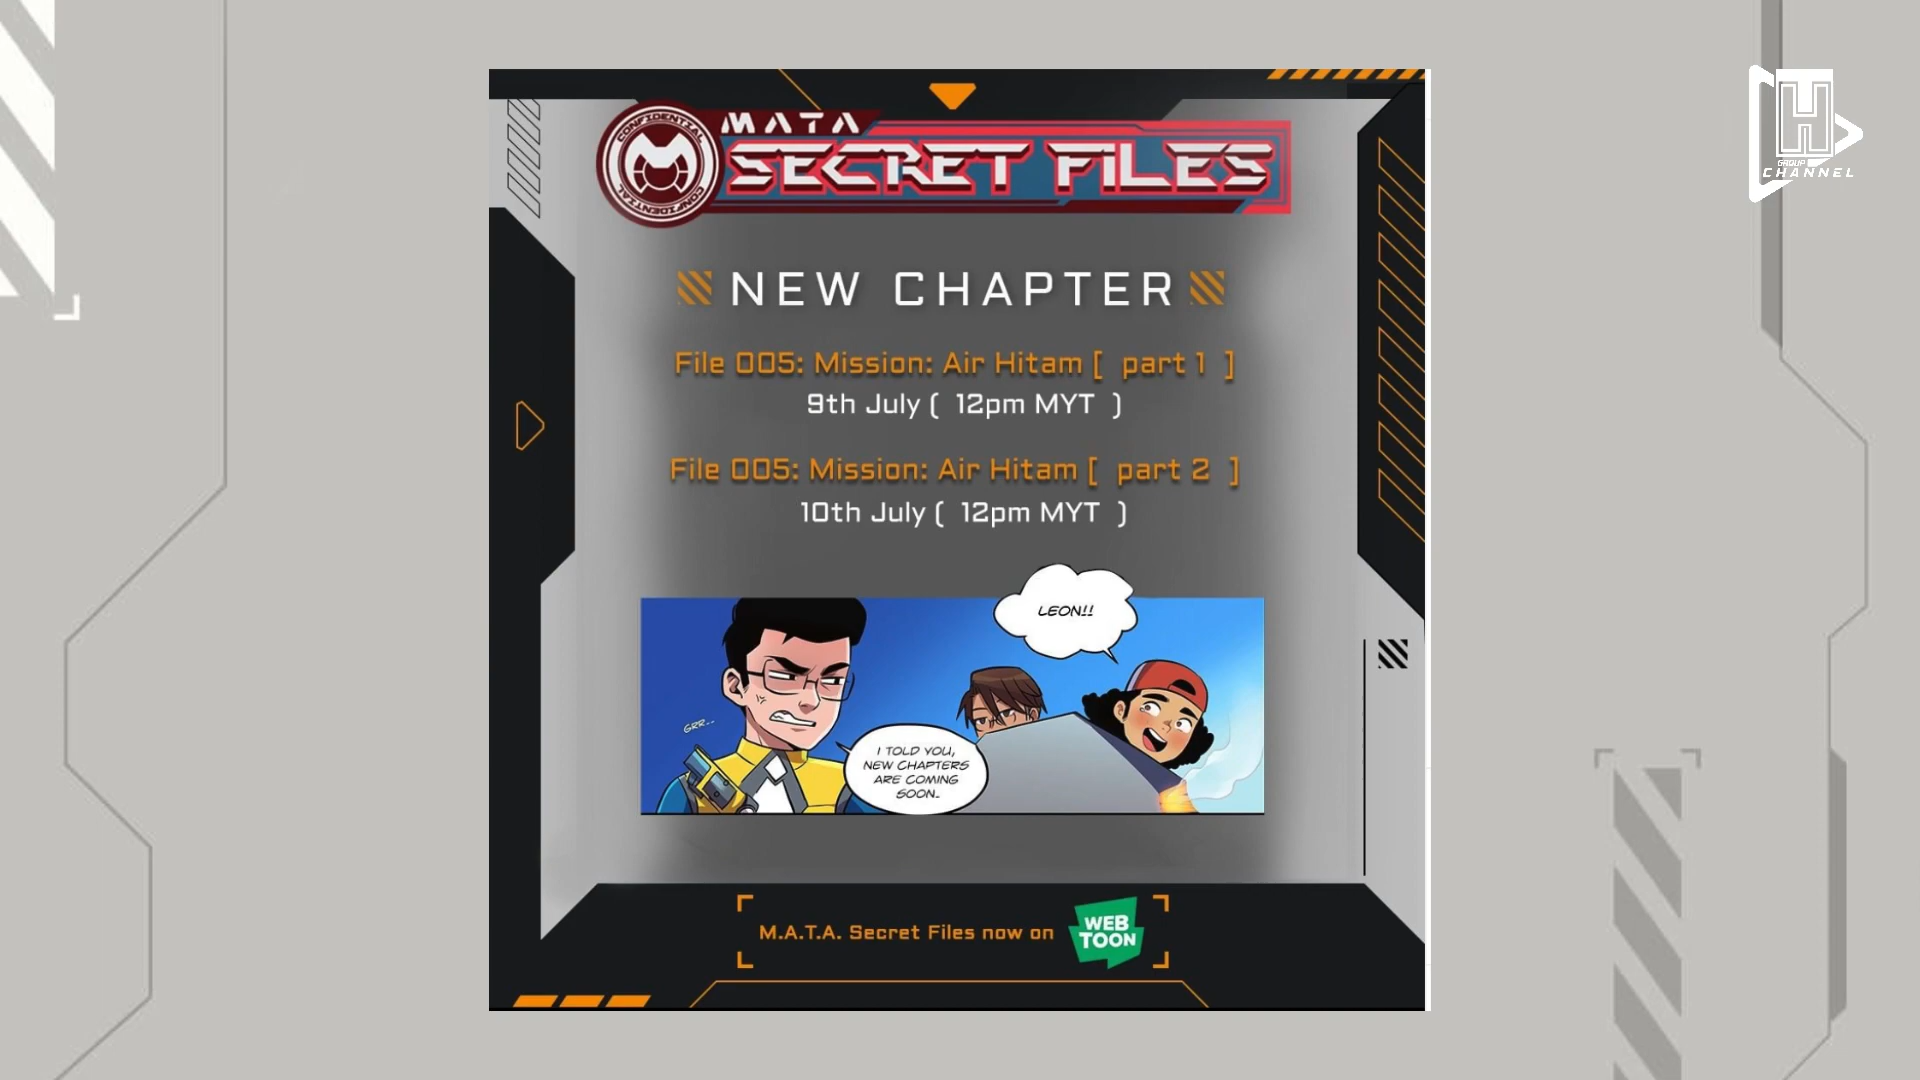 MATA
SECRET FILES
CONFIDENTIAL
CONFIDENTIAL
M
H
GROUP
CHANNEL
NEW CHAPTER
File 005: Mission: Air Hitam [ part 1 ]
9th July ( 12pm MYT )
File 005: Mission: Air Hitam [ part 2 ]
10th July ( 12pm MYT )
LEON!!
GRR--
I TOLD YOU,
NEW CHAPTERS
ARE COMING
SOON..
M.A.T.A. Secret Files now on
WEB
TOON